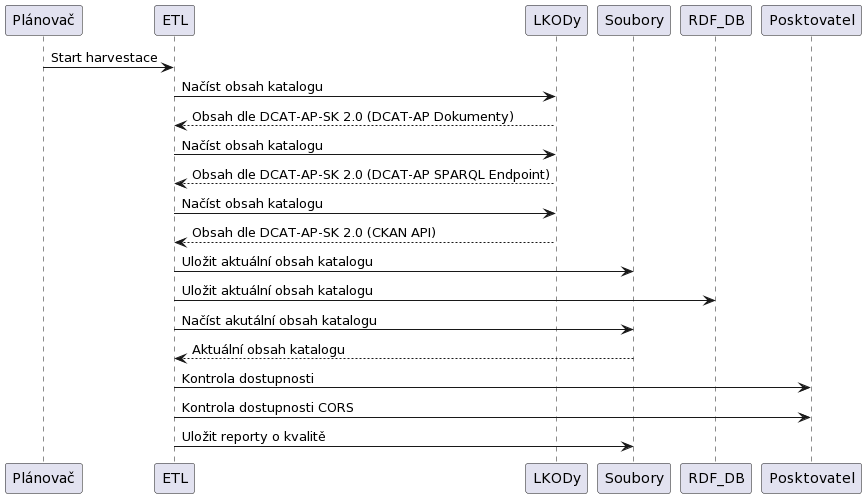 Plánovač ETL LKODy Soubory RDF_DB Posktovatel
Start harvestace
Načíst obsah katalogu
Obsah dle DCAT-AP-SK 2.0 (DCAT-AP Dokumenty)
Načíst obsah katalogu
Obsah dle DCAT-AP-SK 2.0 (DCAT-AP SPARQL Endpoint)
Načíst obsah katalogu
Obsah dle DCAT-AP-SK 2.0 (CKAN API)
Uložit aktuální obsah katalogu
Uložit aktuální obsah katalogu
Načíst akutální obsah katalogu
Aktuální obsah katalogu
Kontrola dostupnosti
Kontrola dostupnosti CORS
Uložit reporty o kvalitě
Plánovač ETL LKODy Soubory RDF_DB Posktovatel